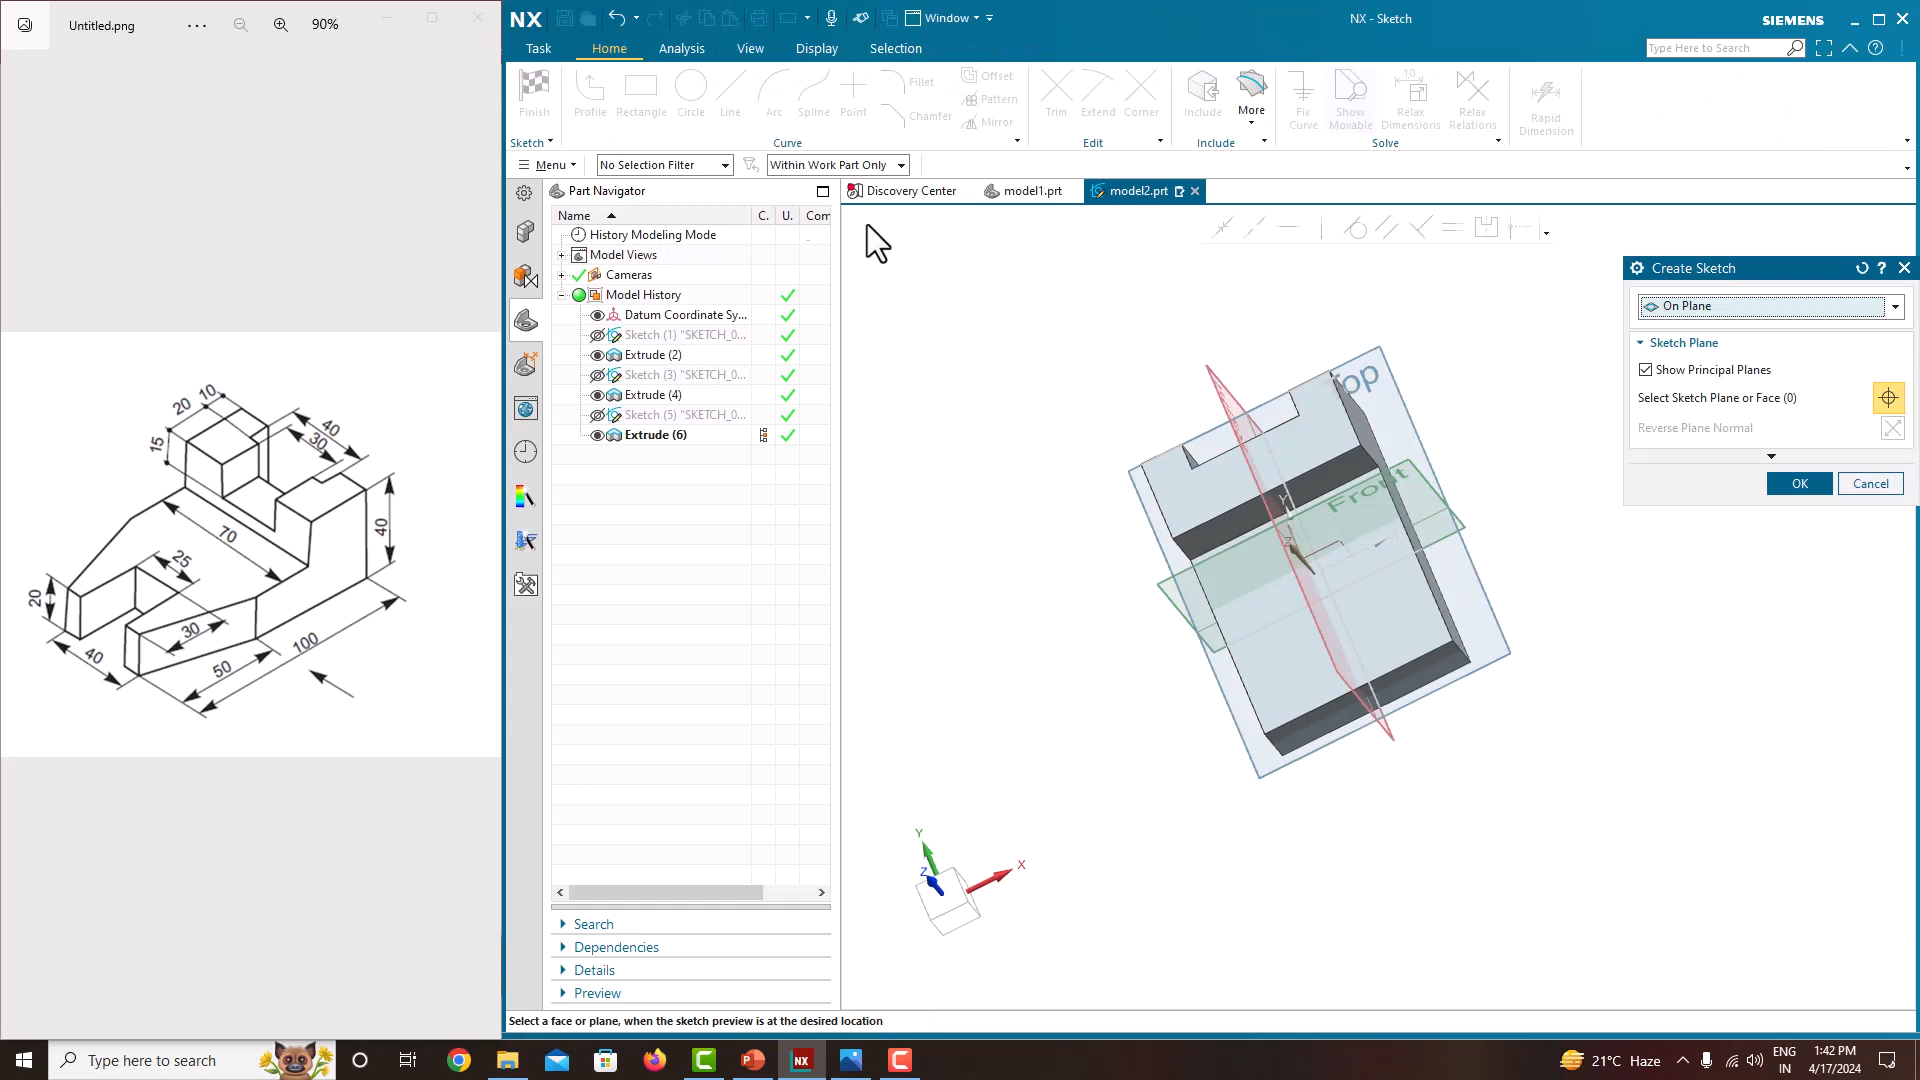 Untitled.png
90%
NX
Window
NX - Sketch
SIEMENS
Task
Home
Analysis
View
Display
Selection
Type Here to Search
Finish
Profile
Rectangle
Circle
Line
Arc
Spline
Point
Fillet
Chamfer
Offset
Pattern
Mirror
Trim
Extend
Corner
Include
More
Fix Curve
Show Movable
Relax Dimensions
Relax Relations
Rapid Dimension
Sketch
Curve
Edit
Include
Solve
Menu
No Selection Filter
Within Work Part Only
Part Navigator
Discovery Center
model1.prt
model2.prt
Name
C.
U.
Com
History Modeling Mode
Model Views
Cameras
Model History
Datum Coordinate Sy...
Sketch (1) "SKETCH_0...
Extrude (2)
Sketch (3) "SKETCH_0...
Extrude (4)
Sketch (5) "SKETCH_0...
Extrude (6)
Search
Dependencies
Details
Preview
Create Sketch
On Plane
Sketch Plane
Show Principal Planes
Select Sketch Plane or Face (0)
Reverse Plane Normal
OK
Cancel
Top
Front
Y
Z
Y
Z
X
10
20
15
40
30
70
40
25
20
30
40
50
100
Select a face or plane, when the sketch preview is at the desired location
Type here to search
NX
21°C Haze
ENG
IN
1:42 PM
4/17/2024